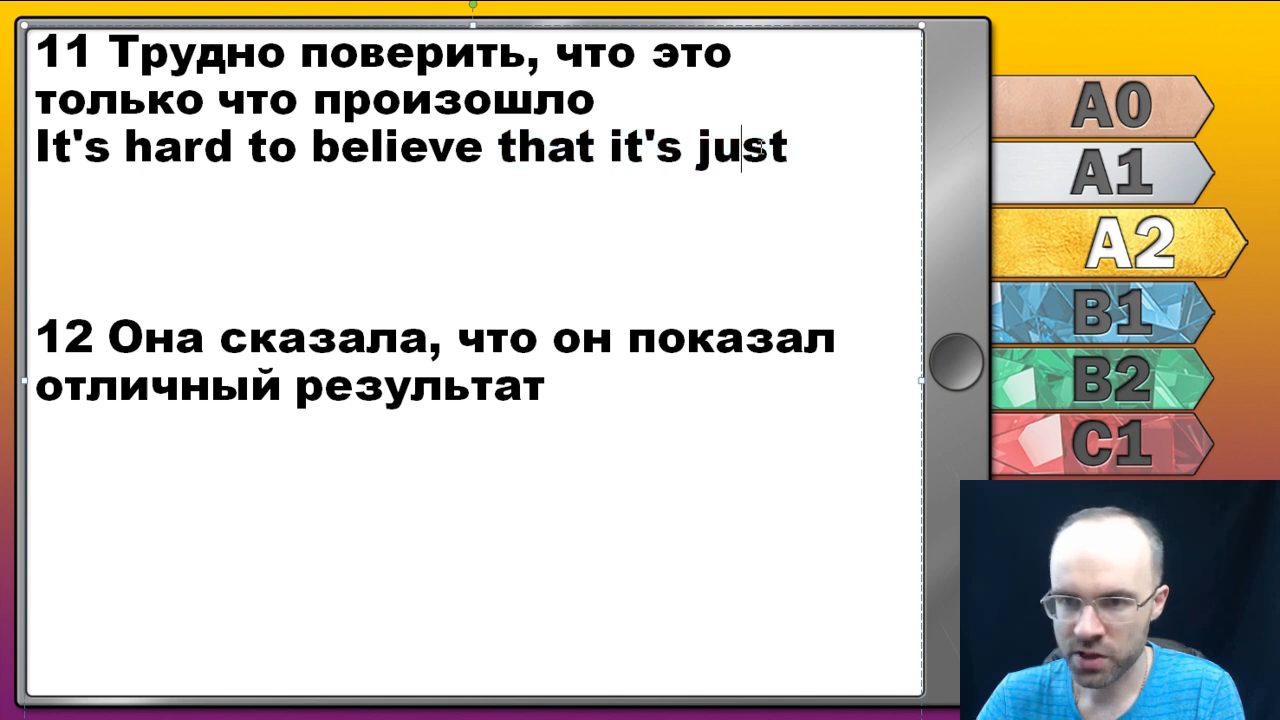 11 Трудно поверить, что это
только что произошло
It's hard to believe that it's just
12 Она сказала, что он показал
отличный результат
A0
A1
A2
B1
B2
C1